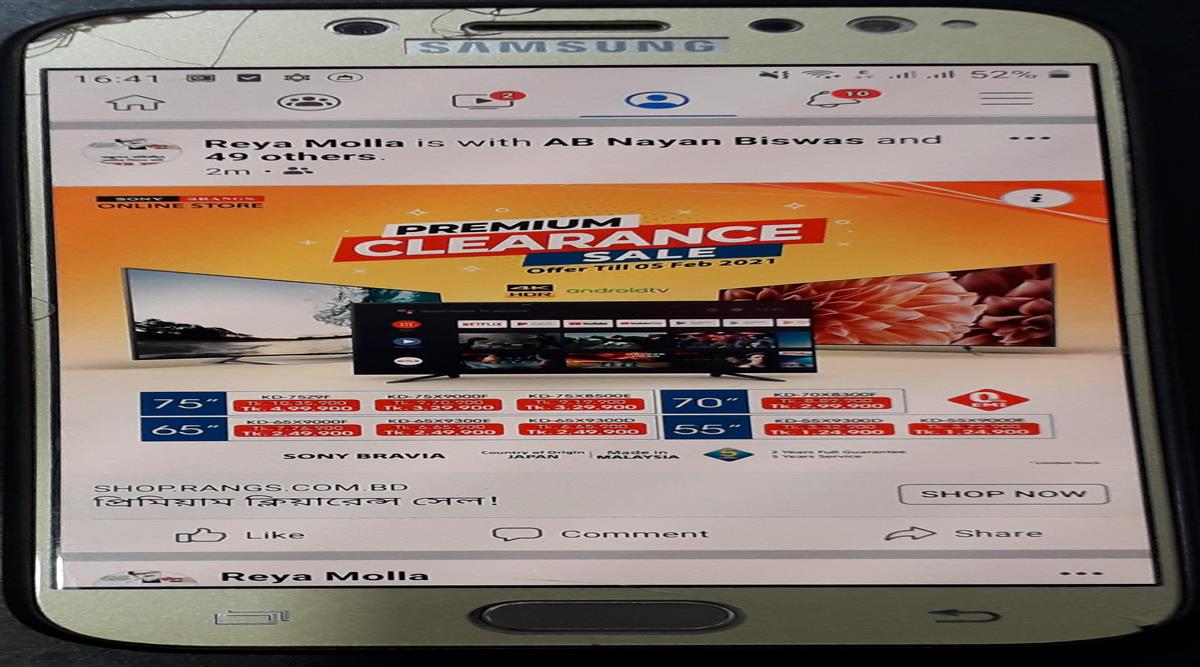 SAMSUNG
16:41 52%
2 10
Reya Molla is with AB Nayan Biswas and
49 others.
2m
SONY RANGS
ONLINE STORE
PREMIUM
CLEARANCE
SALE
Offer Till 05 Feb 2021
4K
HDR
androidtv
NETFLIX YouTube
75″ KD-75Z9F KD-75X9000F KD-75X8500E 70″ KD-70X8300F
Tk. 4,99,900 Tk. 3,29,900 Tk. 3,29,900 Tk. 2,99,900
0% EMI
65″ KD-65X9000F KD-65X9300E KD-65X9300D 55″ KD-55X9300D
Tk. 2,49,900 Tk. 2,49,900 Tk. 2,49,900 Tk. 1,24,900 Tk. 1,24,900
SONY BRAVIA Country of Origin JAPAN Made in MALAYSIA 5 2 Years Full Guarantee
5 Years Service
SHOP.RANGS.COM.BD
প্রিমিয়াম ক্লিয়ারেন্স সেল!
SHOP NOW
Like Comment Share
Reya Molla